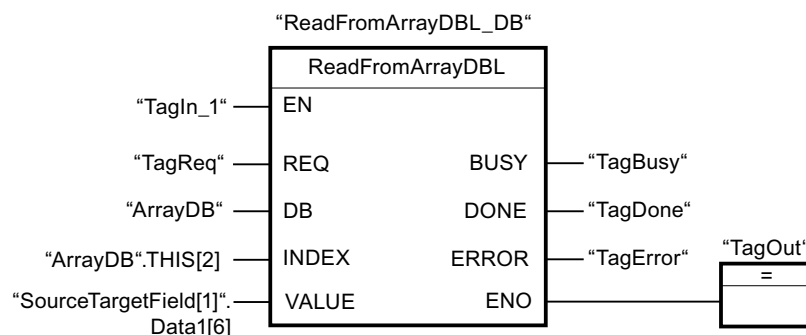 “ReadFromArrayDBL_DB“
ReadFromArrayDBL
“TagIn_1“ EN
“TagReq“ REQ BUSY “TagBusy“
“ArrayDB“ DB DONE “TagDone“
“ArrayDB“.THIS[2] INDEX ERROR “TagError“ “TagOut“
=
“SourceTargetField[1]“. VALUE ENO
Data1[6]